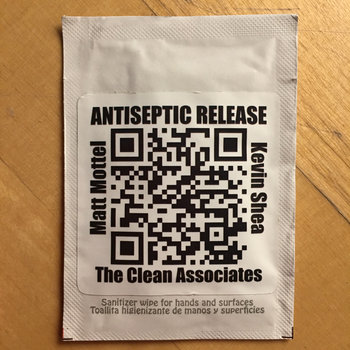 ANTISEPTIC RELEASE
Matt Mottel
Kevin Shea
The Clean Associates
Sanitizer wipe for hands and surfaces
Toallita higienizante de manos y superficies